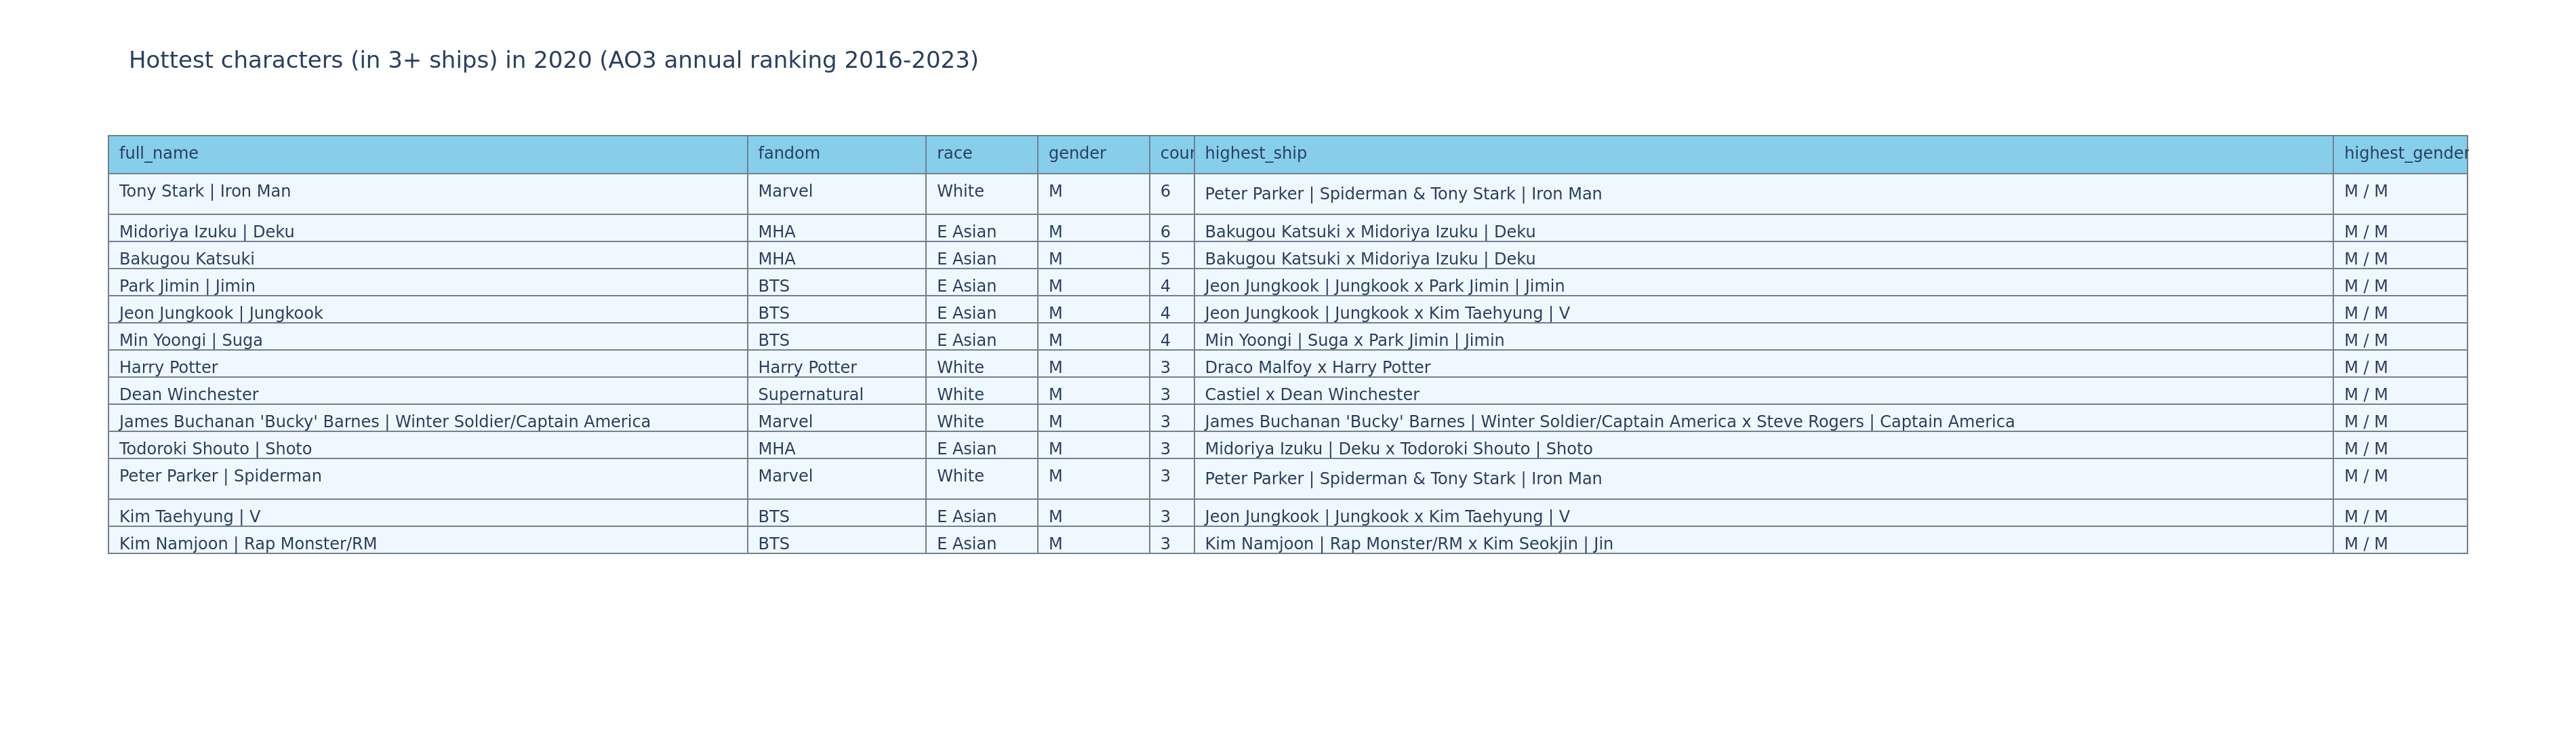 Hottest characters (in 3+ ships) in 2020 (AO3 annual ranking 2016-2023)
full_name fandom race gender cour highest_ship highest_gender
Tony Stark | Iron Man Marvel White M 6 Peter Parker | Spiderman & Tony Stark | Iron Man M / M
Midoriya Izuku | Deku MHA E Asian M 6 Bakugou Katsuki x Midoriya Izuku | Deku M / M
Bakugou Katsuki MHA E Asian M 5 Bakugou Katsuki x Midoriya Izuku | Deku M / M
Park Jimin | Jimin BTS E Asian M 4 Jeon Jungkook | Jungkook x Park Jimin | Jimin M / M
Jeon Jungkook | Jungkook BTS E Asian M 4 Jeon Jungkook | Jungkook x Kim Taehyung | V M / M
Min Yoongi | Suga BTS E Asian M 4 Min Yoongi | Suga x Park Jimin | Jimin M / M
Harry Potter Harry Potter White M 3 Draco Malfoy x Harry Potter M / M
Dean Winchester Supernatural White M 3 Castiel x Dean Winchester M / M
James Buchanan 'Bucky' Barnes | Winter Soldier/Captain America Marvel White M 3 James Buchanan 'Bucky' Barnes | Winter Soldier/Captain America x Steve Rogers | Captain America M / M
Todoroki Shouto | Shoto MHA E Asian M 3 Midoriya Izuku | Deku x Todoroki Shouto | Shoto M / M
Peter Parker | Spiderman Marvel White M 3 Peter Parker | Spiderman & Tony Stark | Iron Man M / M
Kim Taehyung | V BTS E Asian M 3 Jeon Jungkook | Jungkook x Kim Taehyung | V M / M
Kim Namjoon | Rap Monster/RM BTS E Asian M 3 Kim Namjoon | Rap Monster/RM x Kim Seokjin | Jin M / M